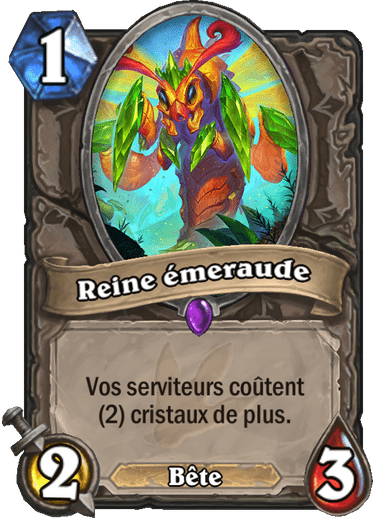 1
Reine émeraude
Vos serviteurs coûtent
(2) cristaux de plus.
2
Bête
3